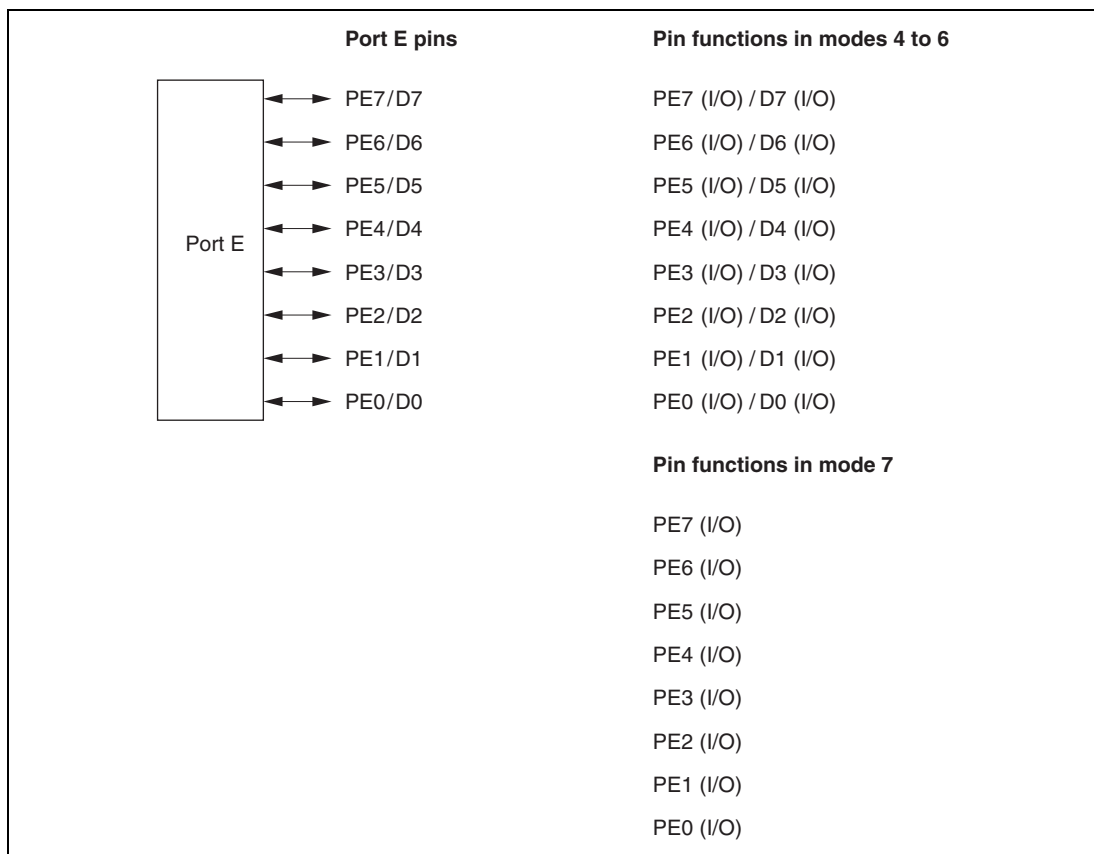 Port E pins Pin functions in modes 4 to 6
PE7/D7 PE7 (I/O) / D7 (I/O)
PE6/D6 PE6 (I/O) / D6 (I/O)
PE5/D5 PE5 (I/O) / D5 (I/O)
PE4/D4 PE4 (I/O) / D4 (I/O)
Port E
PE3/D3 PE3 (I/O) / D3 (I/O)
PE2/D2 PE2 (I/O) / D2 (I/O)
PE1/D1 PE1 (I/O) / D1 (I/O)
PE0/D0 PE0 (I/O) / D0 (I/O)
Pin functions in mode 7
PE7 (I/O)
PE6 (I/O)
PE5 (I/O)
PE4 (I/O)
PE3 (I/O)
PE2 (I/O)
PE1 (I/O)
PE0 (I/O)